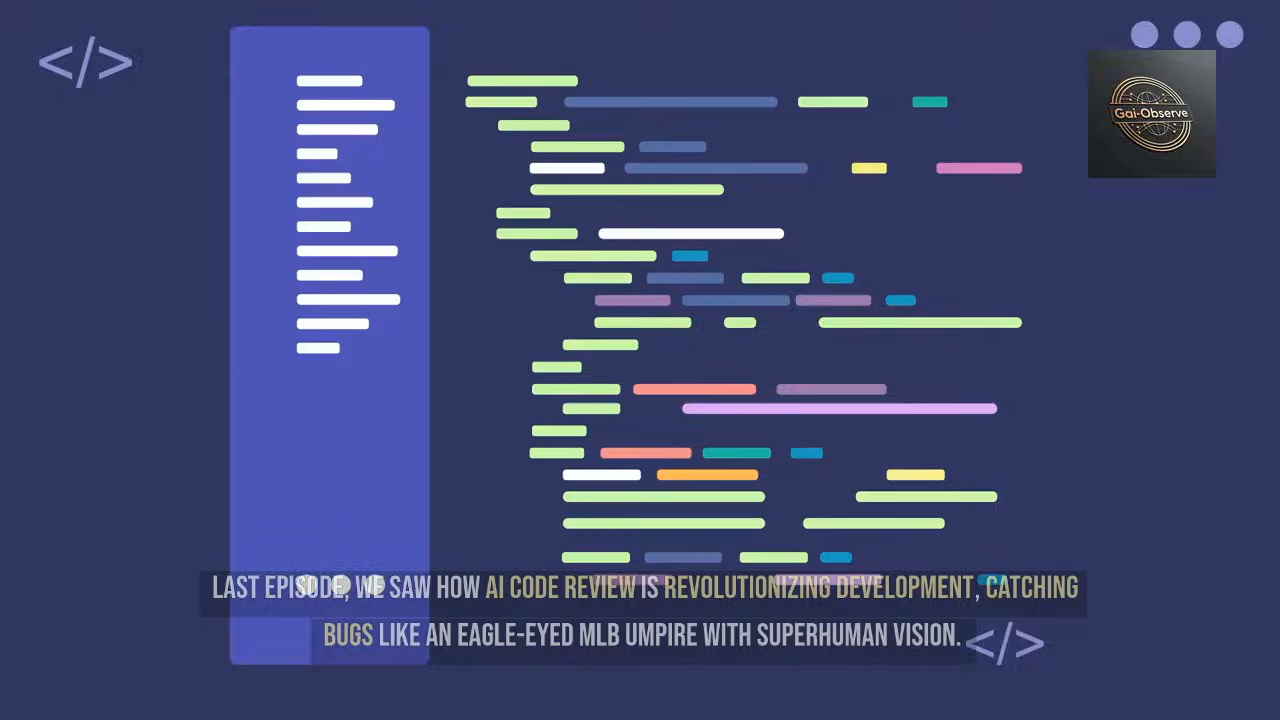 </>
Gai-Observe
LAST EPISODE, WE SAW HOW AI CODE REVIEW IS REVOLUTIONIZING DEVELOPMENT, CATCHING
BUGS LIKE AN EAGLE-EYED MLB UMPIRE WITH SUPERHUMAN VISION.
</>